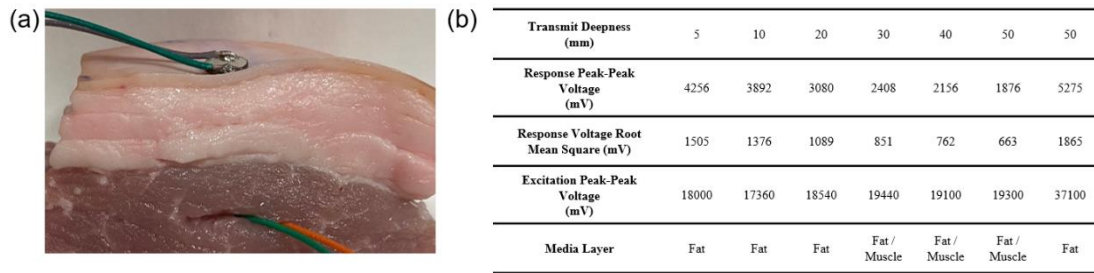 (a)
(b)
Transmit Deepness
(mm)
5 10 20 30 40 50 50
Response Peak-Peak
Voltage
(mV)
4256 3892 3080 2408 2156 1876 5275
Response Voltage Root
Mean Square (mV)
1505 1376 1089 851 762 663 1865
Excitation Peak-Peak
Voltage
(mV)
18000 17360 18540 19440 19100 19300 37100
Media Layer
Fat Fat Fat Fat / Muscle Fat / Muscle Fat / Muscle Fat